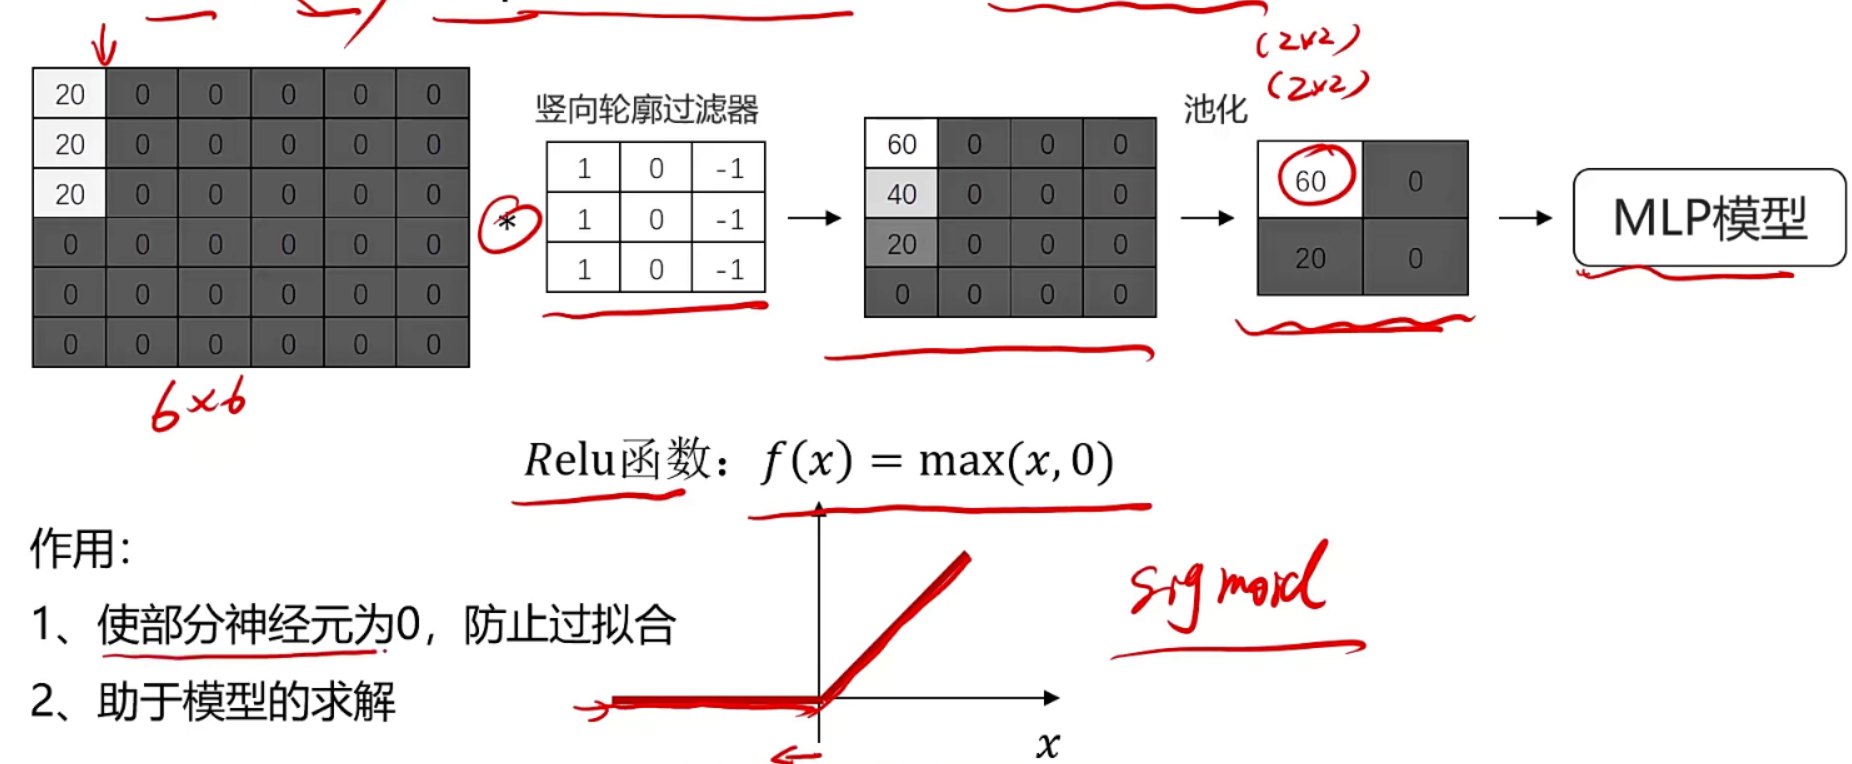 (2×2)
(2×2)
20 0 0 0 0 0
20 0 0 0 0 0
20 0 0 0 0 0
0 0 0 0 0 0
0 0 0 0 0 0
0 0 0 0 0 0
6×6
*
竖向轮廓过滤器
1 0 -1
1 0 -1
1 0 -1
60 0 0 0
40 0 0 0
20 0 0 0
0 0 0 0
池化
60 0
20 0
MLP模型
Relu函数：f(x) = max(x, 0)
作用：
1、使部分神经元为0，防止过拟合
2、助于模型的求解
x
sigmoid